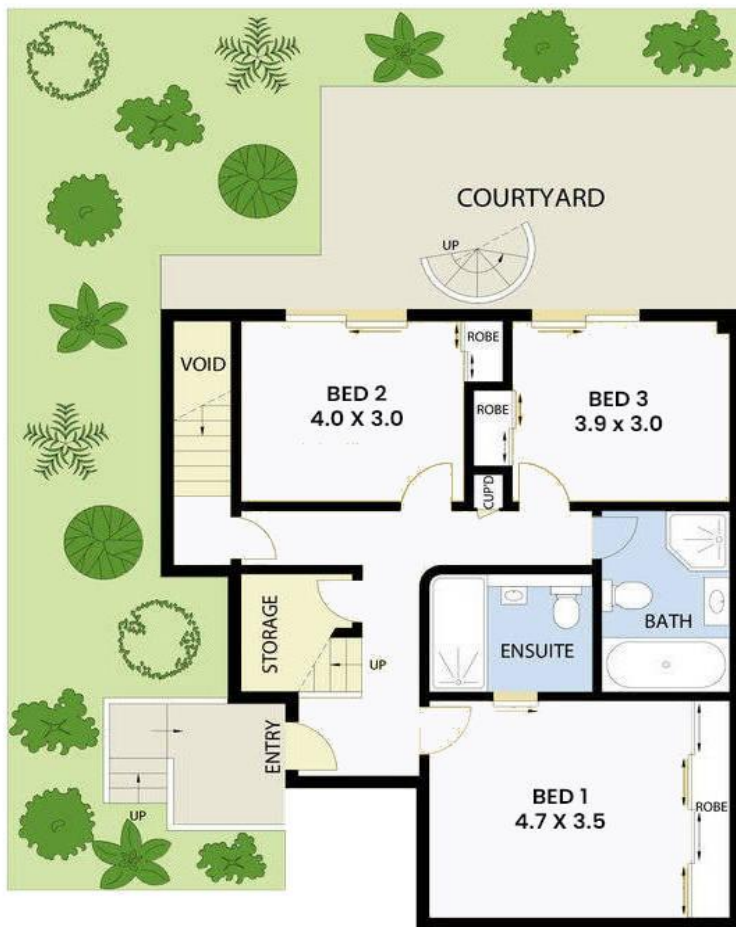 COURTYARD
UP
VOID
BED 2
4.0 X 3.0
ROBE
ROBE
BED 3
3.9 x 3.0
CUP'D
STORAGE
UP
ENSUITE
BATH
ENTRY
UP
BED 1
4.7 X 3.5
ROBE